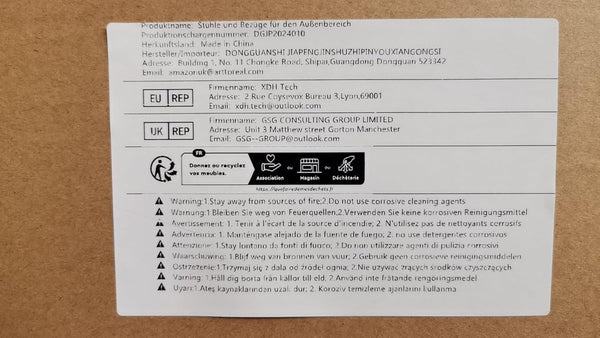 Produktname: Stühle und Bezüge für den Außenbereich
Produktionschargennummer: DGJP2024010
Herkunftsland: Made in China
Hersteller/Importeur: DONGGUANSHI JIAPENG JINSHUZHIPINYOUXIANGONGSI
Adresse: Building 1, No. 11 Chongke Road, Shipai,Guangdong Dongguan 523342
Email: amazonuk@arttoreal.com
EU REP
Firmenname: XDH Tech
Adresse: 2 Rue Coysevox Bureau 3,Lyon,69001
Email: xdh.tech@outlook.com
UK REP
Firmenname: GSG CONSULTING GROUP LIMITED
Adresse: Unit 3 Matthew street Gorton Manchester
Email: GSG--GROUP@outlook.com
FR
Donnez ou recyclez
vos meubles.
Association ou Magasin ou Déchèterie
https://quefairedemesdechets.fr
Warning:1.Stay away from sources of fire;2.Do not use corrosive cleaning agents
Warnung:1.Bleiben Sie weg von Feuerquellen,2.Verwenden Sie keine korrosiven Reinigungsmittel
Avertissement: 1. Tenir à l'écart de la source d'incendie; 2. N'utilisez pas de nettoyants corrosifs
Advertencia: 1. Manténgase alejado de la fuente de fuego; 2. no use detergentes corrosivos
Attenzione: 1.Stay lontano da fonti di fuoco; 2.Do non utilizzare agenti di pulizia corrosivi
Waarschuwing: 1.Blijf weg van bronnen van vuur; 2.Gebruik geen corrosieve reinigingsmiddelen
Ostrzeżenie:1.Trzymaj się z dala od źródeł ognia; 2.Nie używać żrących środków czyszczących
Varning: 1.Håll dig borta från källor till eld; 2.Använd inte frätande rengöringsmedel
Uyarı:1.Ateş kaynaklarından uzak dur; 2. Koroziv temizleme ajanlarını kullanma